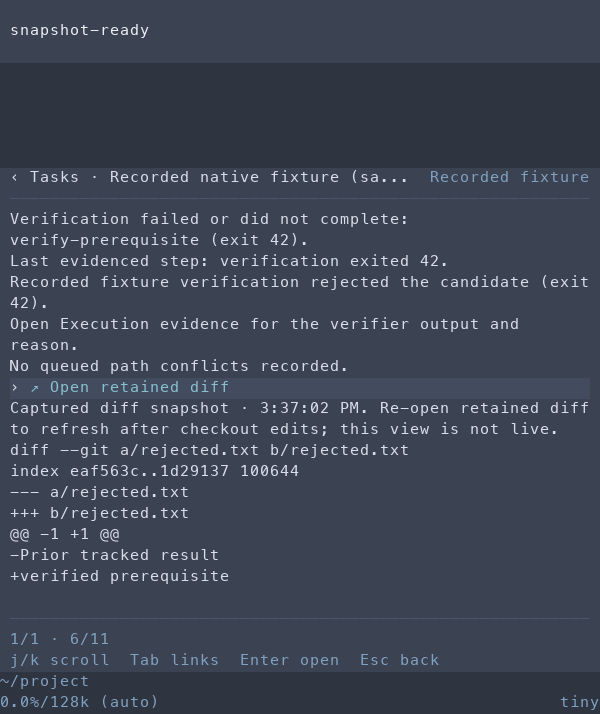 snapshot-ready
‹ Tasks · Recorded native fixture (sa... Recorded fixture
Verification failed or did not complete:
verify-prerequisite (exit 42).
Last evidenced step: verification exited 42.
Recorded fixture verification rejected the candidate (exit
42).
Open Execution evidence for the verifier output and
reason.
No queued path conflicts recorded.
› ↗ Open retained diff
Captured diff snapshot · 3:37:02 PM. Re-open retained diff
to refresh after checkout edits; this view is not live.
diff --git a/rejected.txt b/rejected.txt
index eaf563c..1d29137 100644
--- a/rejected.txt
+++ b/rejected.txt
@@ -1 +1 @@
-Prior tracked result
+verified prerequisite
1/1 · 6/11
j/k scroll  Tab links  Enter open  Esc back
~/project
0.0%/128k (auto) tiny